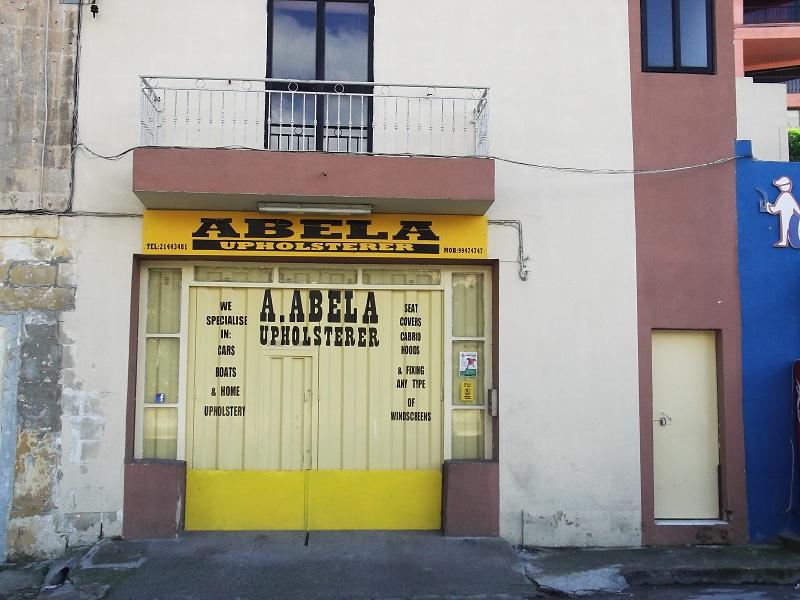 ABELA
UPHOLSTERER
TEL:21443481
MOB:99474747
A.ABELA
UPHOLSTERER
WE
SPECIALISE
IN:
CARS
BOATS
& HOME
UPHOLSTERY
SEAT
COVERS
CABRIO
HOODS
& FIXING
ANY TYPE
OF
WINDSCREENS
f